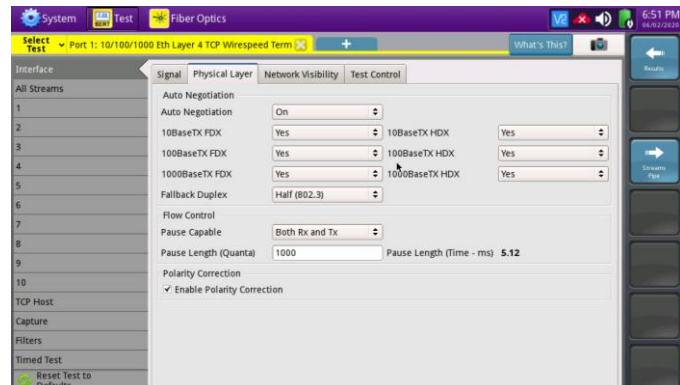 System Test Fiber Optics 6:51 PM
06/02/2020
Select Test Port 1: 10/100/1000 Eth Layer 4 TCP Wirespeed Term + What's This?
Results
Interface
All Streams
1
2
3
4
5
6
7
8
9
10
TCP Host
Capture
Filters
Timed Test
Reset Test to
Signal Physical Layer Network Visibility Test Control
Auto Negotiation
Auto Negotiation On
10BaseTX FDX Yes 10BaseTX HDX Yes
100BaseTX FDX Yes 100BaseTX HDX Yes
1000BaseTX FDX Yes 1000BaseTX HDX Yes
Fallback Duplex Half (802.3)
Flow Control
Pause Capable Both Rx and Tx
Pause Length (Quanta) 1000 Pause Length (Time - ms) 5.12
Polarity Correction
Enable Polarity Correction
Streams
Pipe